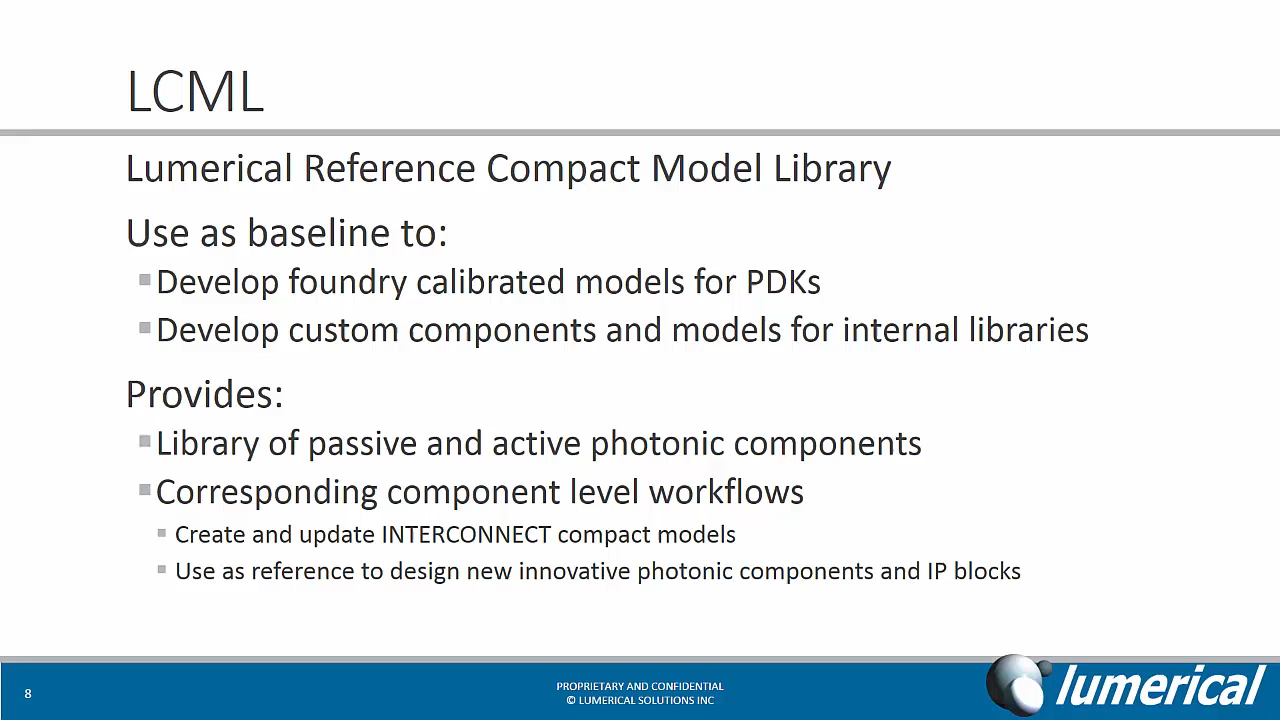 LCML
Lumerical Reference Compact Model Library
Use as baseline to:
Develop foundry calibrated models for PDKs
Develop custom components and models for internal libraries
Provides:
Library of passive and active photonic components
Corresponding component level workflows
Create and update INTERCONNECT compact models
Use as reference to design new innovative photonic components and IP blocks
8
PROPRIETARY AND CONFIDENTIAL
© LUMERICAL SOLUTIONS INC
lumerical